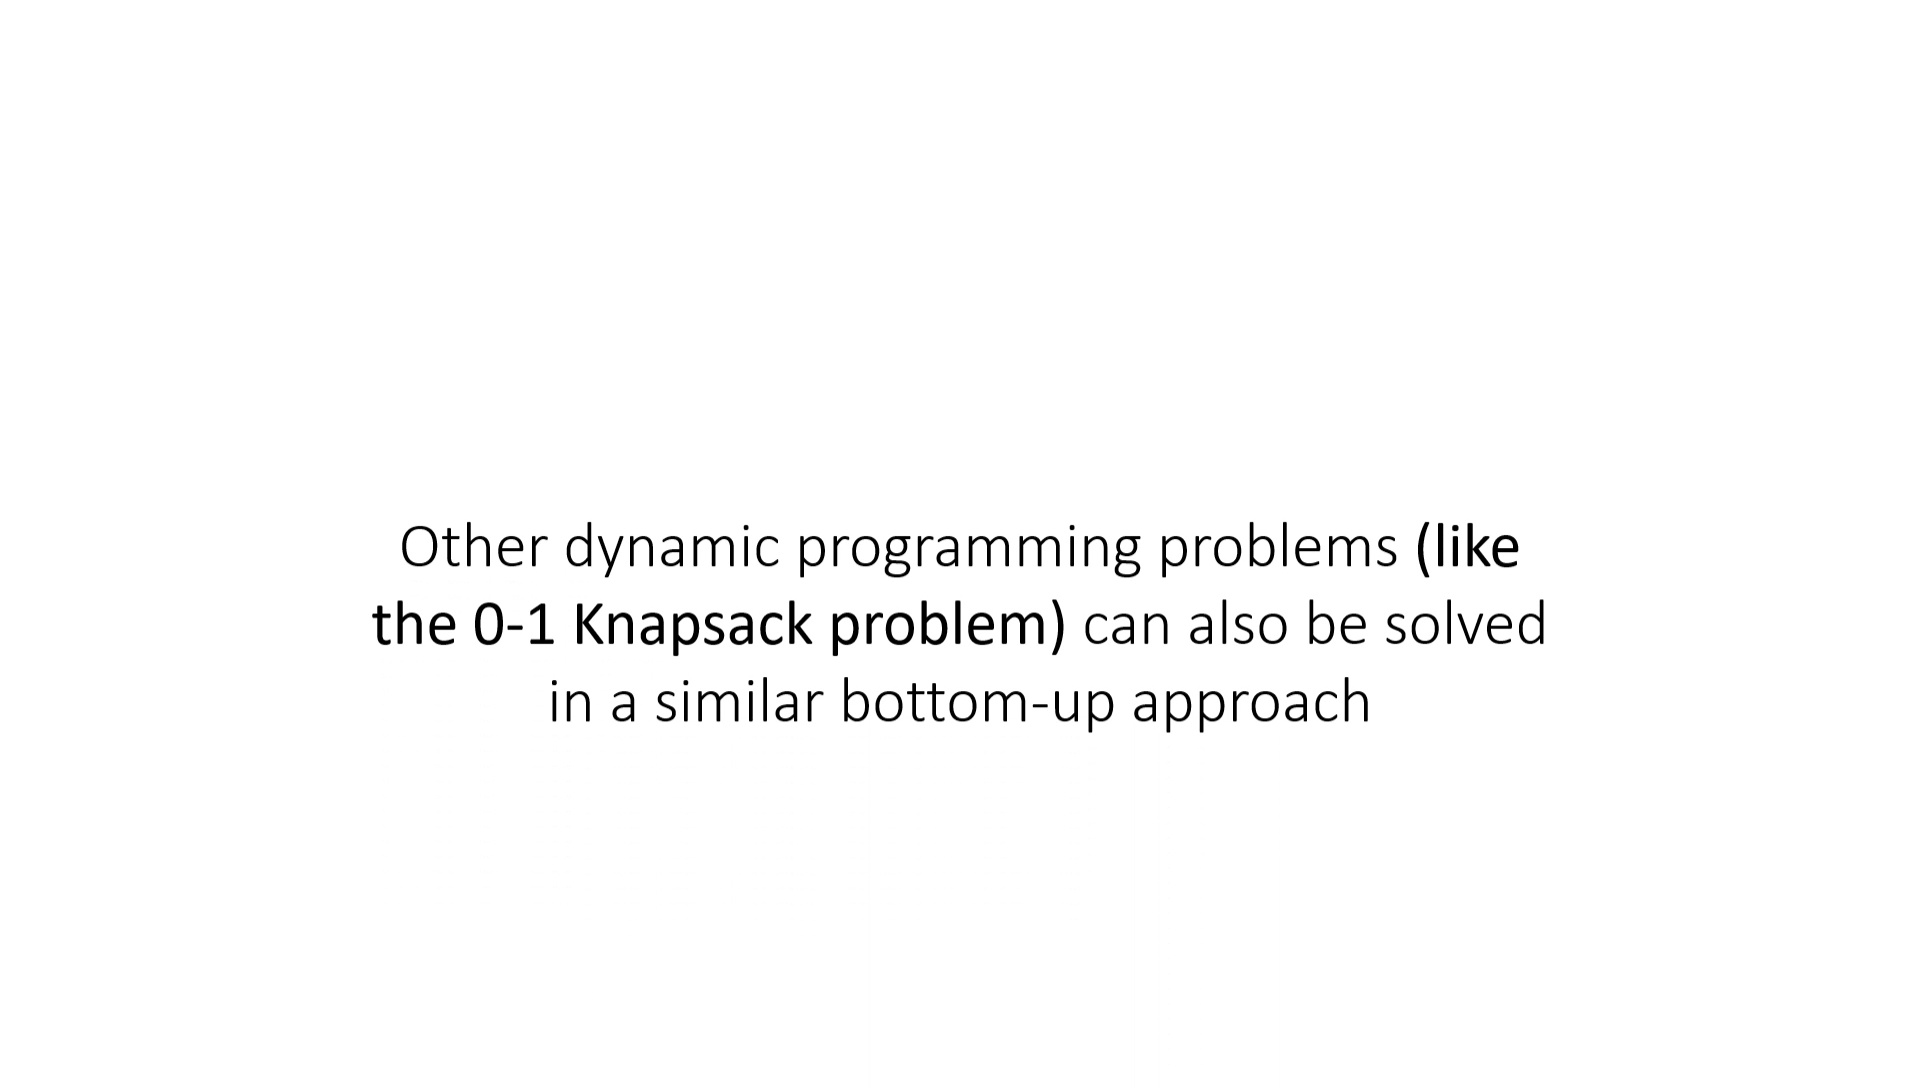 Other dynamic programming problems (like
the 0-1 Knapsack problem) can also be solved
in a similar bottom-up approach